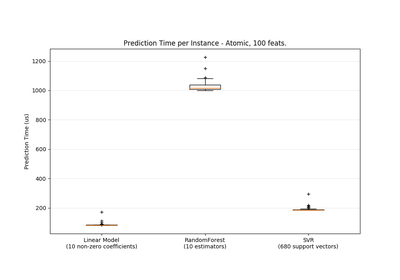 Prediction Time per Instance - Atomic, 100 feats.
Prediction Time (us)
1200
1000
800
600
400
200
Linear Model
(10 non-zero coefficients)
RandomForest
(10 estimators)
SVR
(680 support vectors)